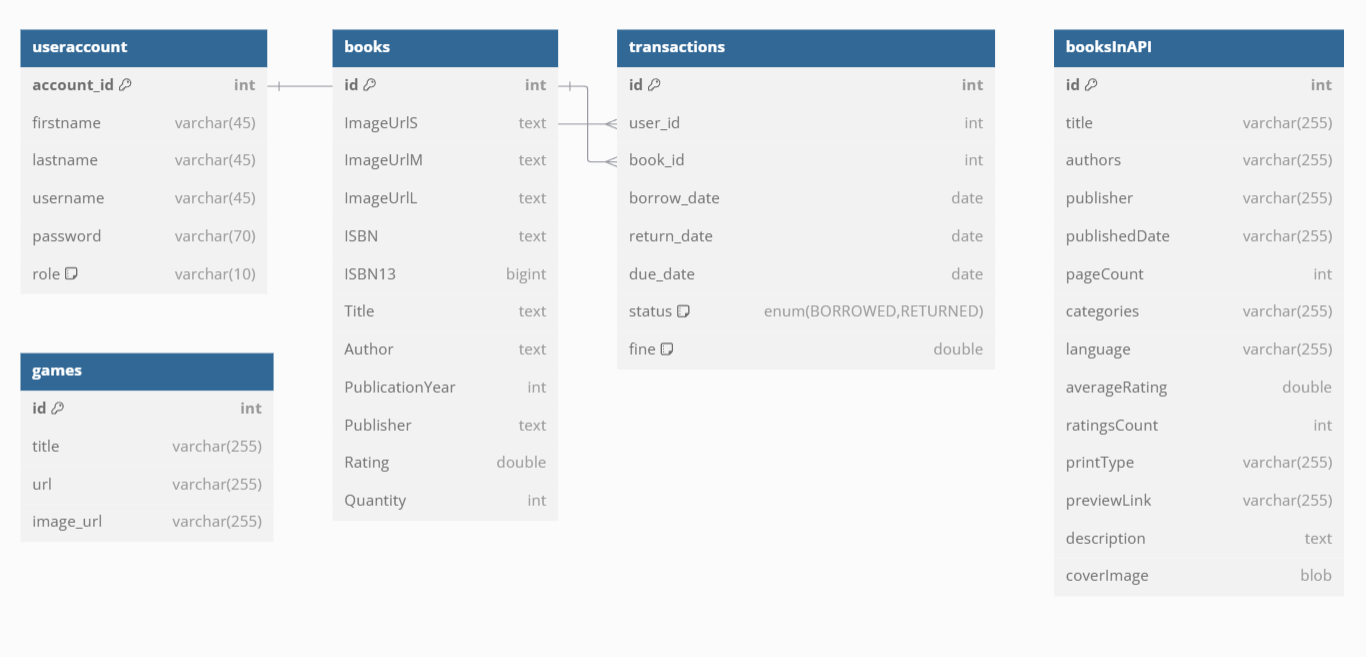 useraccount
account_id int
firstname varchar(45)
lastname varchar(45)
username varchar(45)
password varchar(70)
role varchar(10)
games
id int
title varchar(255)
url varchar(255)
image_url varchar(255)
books
id int
ImageUrlS text
ImageUrlM text
ImageUrlL text
ISBN text
ISBN13 bigint
Title text
Author text
PublicationYear int
Publisher text
Rating double
Quantity int
transactions
id int
user_id int
book_id int
borrow_date date
return_date date
due_date date
status enum(BORROWED,RETURNED)
fine double
booksInAPI
id int
title varchar(255)
authors varchar(255)
publisher varchar(255)
publishedDate varchar(255)
pageCount int
categories varchar(255)
language varchar(255)
averageRating double
ratingsCount int
printType varchar(255)
previewLink varchar(255)
description text
coverImage blob